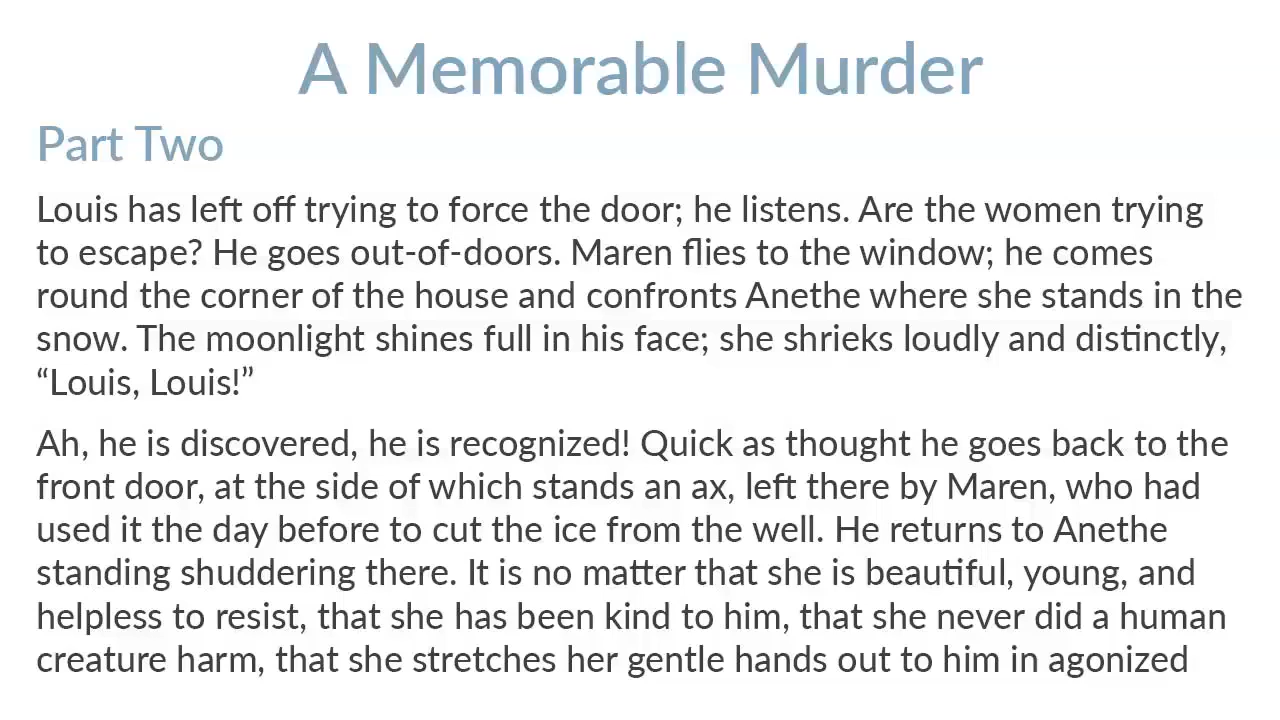 A Memorable Murder
Part Two
Louis has left off trying to force the door; he listens. Are the women trying
to escape? He goes out-of-doors. Maren flies to the window; he comes
round the corner of the house and confronts Anethe where she stands in the
snow. The moonlight shines full in his face; she shrieks loudly and distinctly,
“Louis, Louis!”
Ah, he is discovered, he is recognized! Quick as thought he goes back to the
front door, at the side of which stands an ax, left there by Maren, who had
used it the day before to cut the ice from the well. He returns to Anethe
standing shuddering there. It is no matter that she is beautiful, young, and
helpless to resist, that she has been kind to him, that she never did a human
creature harm, that she stretches her gentle hands out to him in agonized